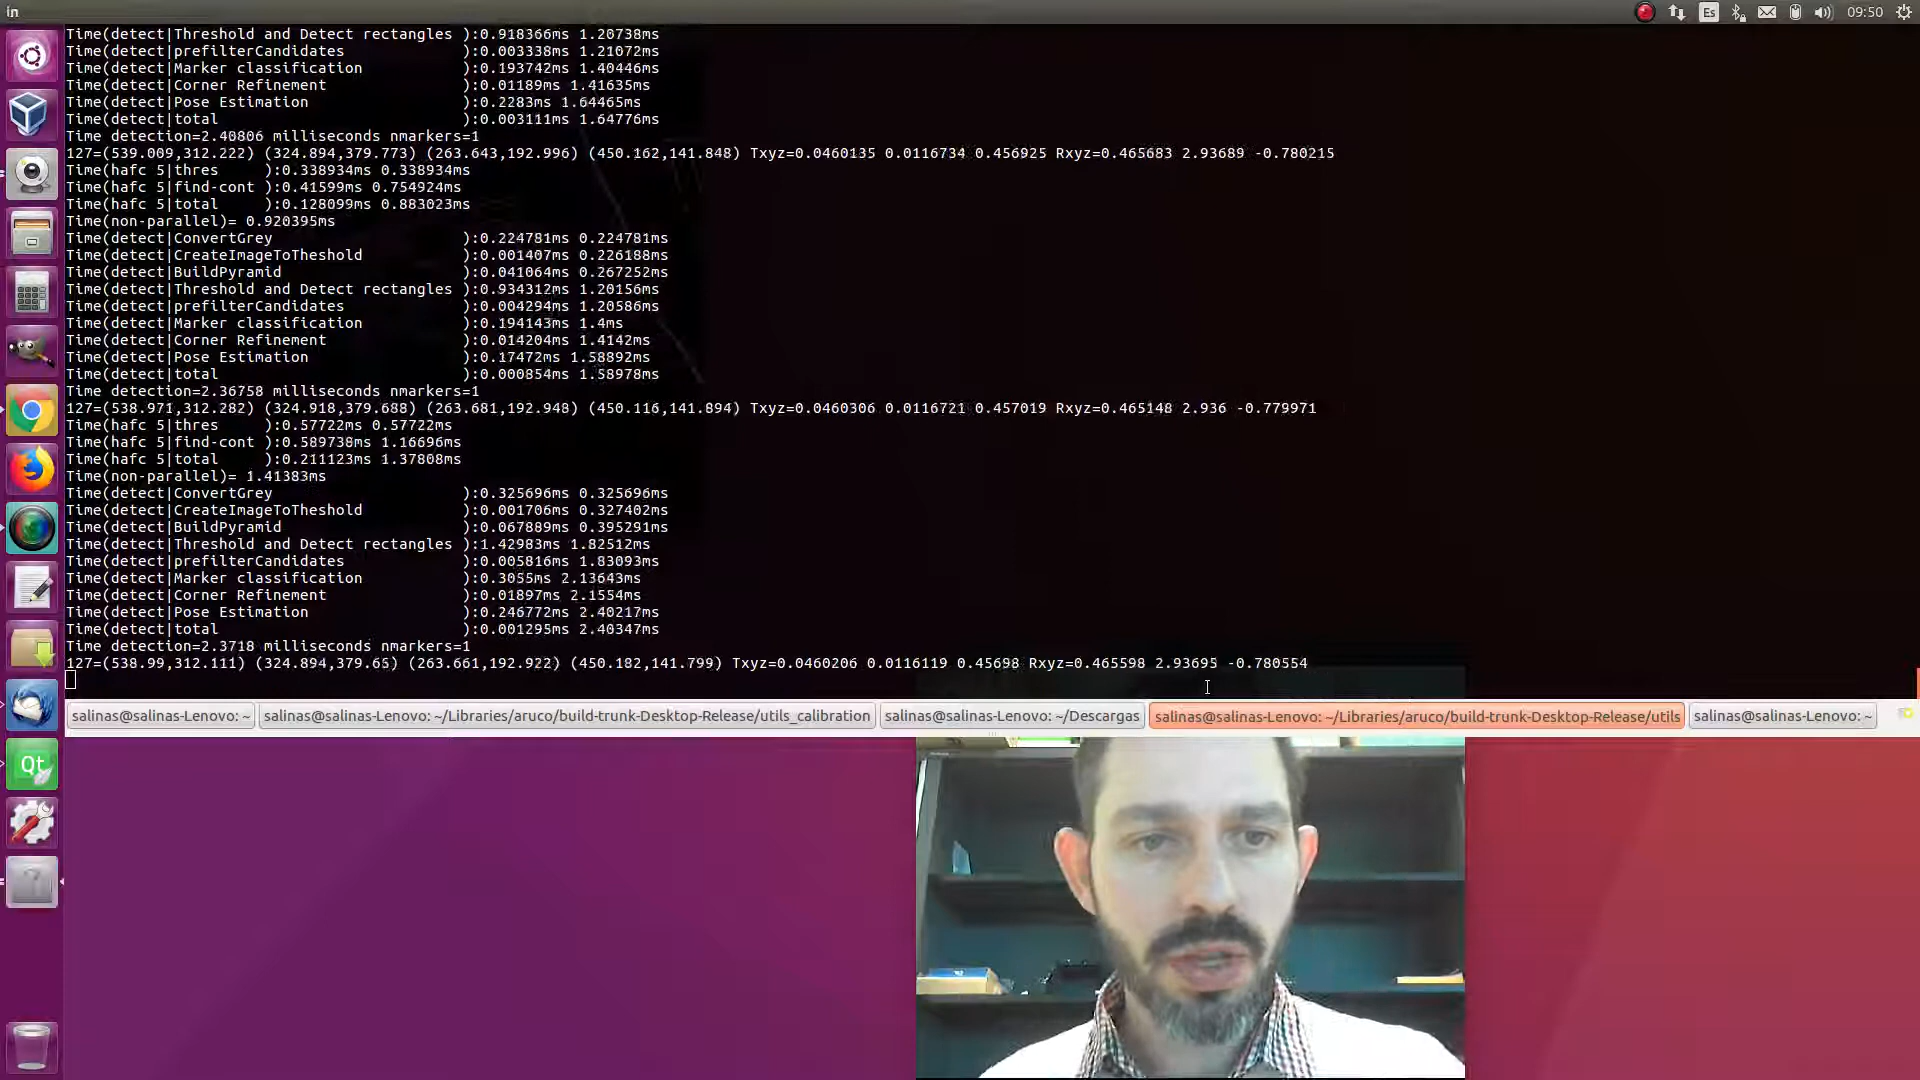 in
Es
09:50
Time(detect|Threshold and Detect rectangles ):0.918366ms 1.20738ms
Time(detect|prefilterCandidates ):0.003338ms 1.21072ms
Time(detect|Marker classification ):0.193742ms 1.40446ms
Time(detect|Corner Refinement ):0.01189ms 1.41635ms
Time(detect|Pose Estimation ):0.2283ms 1.64465ms
Time(detect|total ):0.003111ms 1.64776ms
Time detection=2.40806 milliseconds nmarkers=1
127=(539.009,312.222) (324.894,379.773) (263.643,192.996) (450.162,141.848) Txyz=0.0460135 0.0116734 0.456925 Rxyz=0.465683 2.93689 -0.780215
Time(hafc 5|thres ):0.338934ms 0.338934ms
Time(hafc 5|find-cont ):0.41599ms 0.754924ms
Time(hafc 5|total ):0.128099ms 0.883023ms
Time(non-parallel)= 0.920395ms
Time(detect|ConvertGrey ):0.224781ms 0.224781ms
Time(detect|CreateImageToTheshold ):0.001407ms 0.226188ms
Time(detect|BuildPyramid ):0.041064ms 0.267252ms
Time(detect|Threshold and Detect rectangles ):0.934312ms 1.20156ms
Time(detect|prefilterCandidates ):0.004294ms 1.20586ms
Time(detect|Marker classification ):0.194143ms 1.4ms
Time(detect|Corner Refinement ):0.014204ms 1.4142ms
Time(detect|Pose Estimation ):0.17472ms 1.58892ms
Time(detect|total ):0.000854ms 1.58978ms
Time detection=2.36758 milliseconds nmarkers=1
127=(538.971,312.282) (324.918,379.688) (263.681,192.948) (450.116,141.894) Txyz=0.0460306 0.0116721 0.457019 Rxyz=0.465148 2.936 -0.779971
Time(hafc 5|thres ):0.57722ms 0.57722ms
Time(hafc 5|find-cont ):0.589738ms 1.16696ms
Time(hafc 5|total ):0.211123ms 1.37808ms
Time(non-parallel)= 1.41383ms
Time(detect|ConvertGrey ):0.325696ms 0.325696ms
Time(detect|CreateImageToTheshold ):0.001706ms 0.327402ms
Time(detect|BuildPyramid ):0.067889ms 0.395291ms
Time(detect|Threshold and Detect rectangles ):1.42983ms 1.82512ms
Time(detect|prefilterCandidates ):0.005816ms 1.83093ms
Time(detect|Marker classification ):0.3055ms 2.13643ms
Time(detect|Corner Refinement ):0.01897ms 2.1554ms
Time(detect|Pose Estimation ):0.246772ms 2.40217ms
Time(detect|total ):0.001295ms 2.40347ms
Time detection=2.3718 milliseconds nmarkers=1
127=(538.99,312.111) (324.894,379.65) (263.661,192.922) (450.182,141.799) Txyz=0.0460206 0.0116119 0.45698 Rxyz=0.465598 2.93695 -0.780554
salinas@salinas-Lenovo: ~
salinas@salinas-Lenovo: ~/Libraries/aruco/build-trunk-Desktop-Release/utils_calibration
salinas@salinas-Lenovo: ~/Descargas
salinas@salinas-Lenovo: ~/Libraries/aruco/build-trunk-Desktop-Release/utils
salinas@salinas-Lenovo: ~
Qt